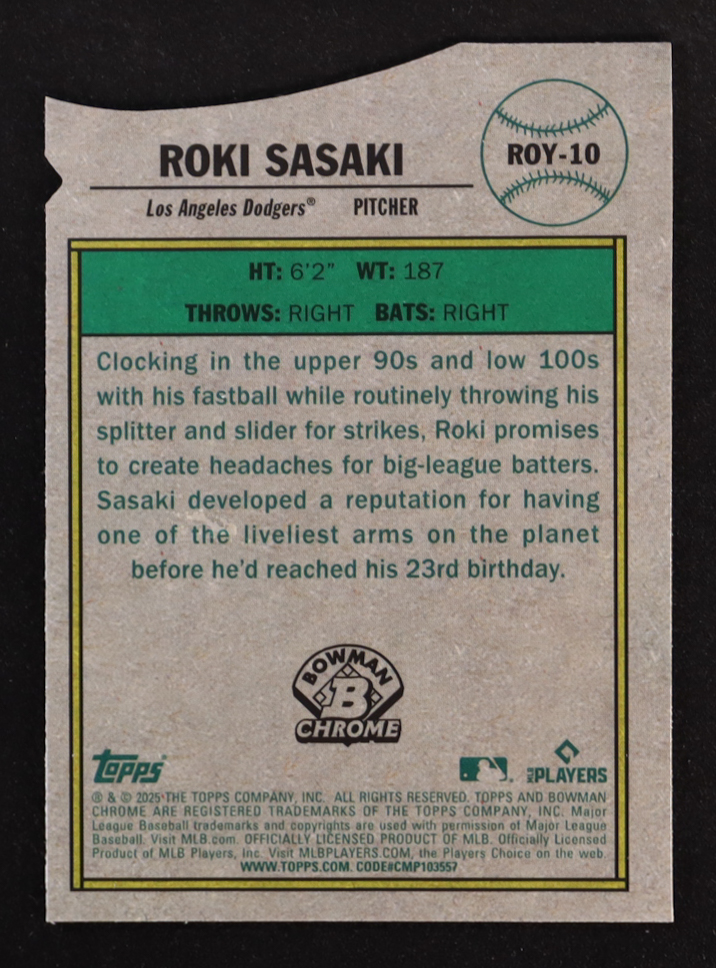 ROKI SASAKI
ROY-10
Los Angeles Dodgers® PITCHER
HT: 6'2" WT: 187
THROWS: RIGHT BATS: RIGHT
Clocking in the upper 90s and low 100s
with his fastball while routinely throwing his
splitter and slider for strikes, Roki promises
to create headaches for big-league batters.
Sasaki developed a reputation for having
one of the liveliest arms on the planet
before he'd reached his 23rd birthday.
BOWMAN
B
CHROME
Topps®
MLB PLAYERS
® & © 2025 THE TOPPS COMPANY, INC. ALL RIGHTS RESERVED. TOPPS AND BOWMAN
CHROME ARE REGISTERED TRADEMARKS OF THE TOPPS COMPANY, INC. Major
League Baseball trademarks and copyrights are used with permission of Major League
Baseball. Visit MLB.com. OFFICIALLY LICENSED PRODUCT OF MLB. Officially Licensed
Product of MLB Players, Inc. Visit MLBPLAYERS.COM, the Players Choice on the web.
WWW.TOPPS.COM. CODE#CMP103557